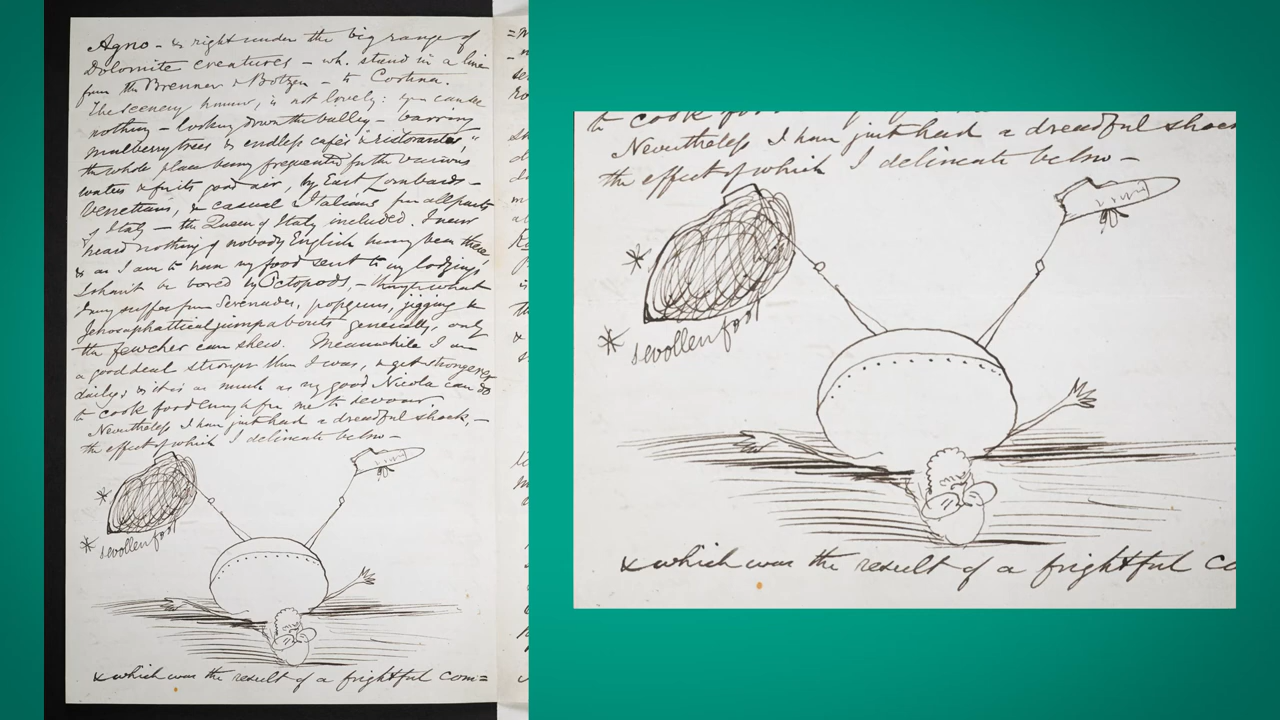 Agno - & right under the big range of
Dolomite creatures - wh. stand in a line
from the Brenner & Botzen - to Cortina.
The scenery however, is not lovely: you can see
nothing - looking down the valley - barring
mulberry trees & endless cafés & "ristorantes,"
the whole place being frequented for the various
waters & fruits good air, by East Lombards -
Venetians, & casual Italians from all parts
of Italy - the Queen of Italy included. I never
heard nothing of nobody English having been there,
& as I am to have my food sent to my lodgings
I shan't be bored by Octopods, - though what
I may suffer from Serenades, popguns, jigging &
Jehosaphattical jumpabouts generally, only
the fewcher can shew. Meanwhile I am
a good deal stronger than I was, & get stronger
daily, & it is as much as my good Nicola can do
to cook food enough for me to devour.
Nevertheless I have just had a dreadful shock, -
the effect of which I delineate below -
* swollen foot
& which was the result of a frightful com=
to cook foo
Nevertheless I have just had a dreadful shock
the effect of which I delineate below -
* swollen foot
& which was the result of a frightful co